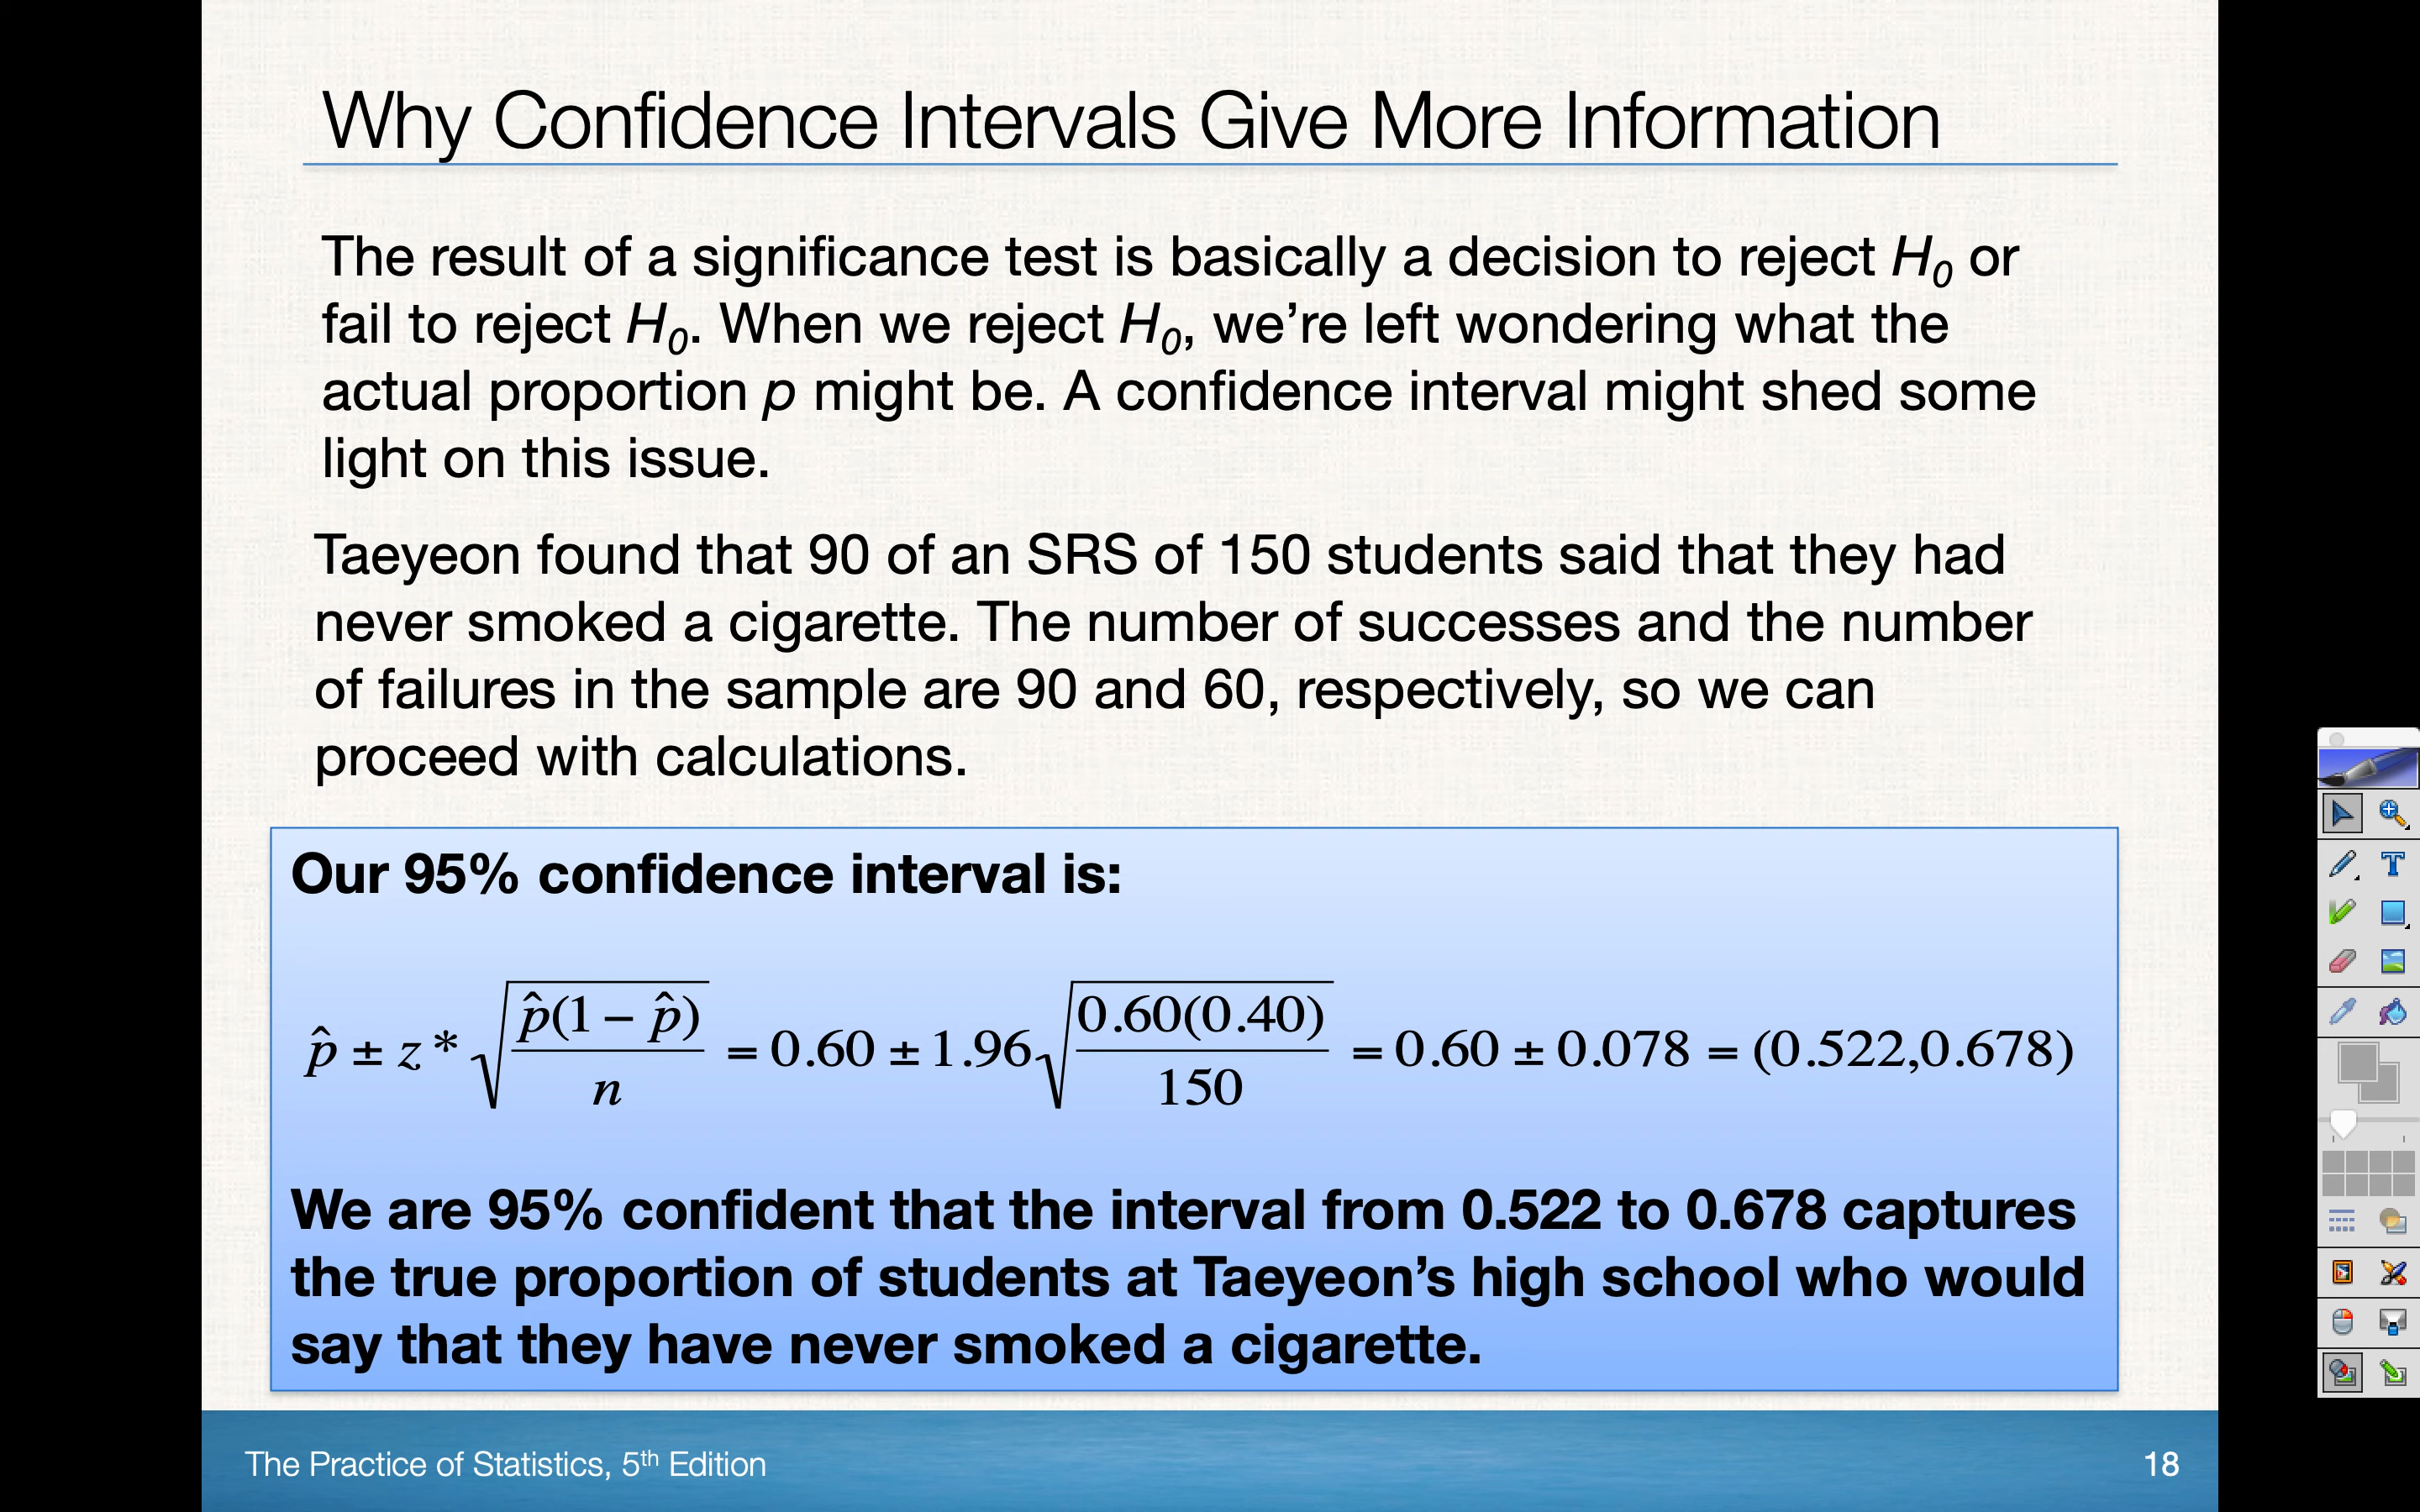 Why Confidence Intervals Give More Information
The result of a significance test is basically a decision to reject H₀ or
fail to reject H₀. When we reject H₀, we’re left wondering what the
actual proportion p might be. A confidence interval might shed some
light on this issue.
Taeyeon found that 90 of an SRS of 150 students said that they had
never smoked a cigarette. The number of successes and the number
of failures in the sample are 90 and 60, respectively, so we can
proceed with calculations.
Our 95% confidence interval is:
p̂ ± z * √(p̂(1 − p̂)/n) = 0.60 ± 1.96√(0.60(0.40)/150) = 0.60 ± 0.078 = (0.522,0.678)
We are 95% confident that the interval from 0.522 to 0.678 captures
the true proportion of students at Taeyeon’s high school who would
say that they have never smoked a cigarette.
The Practice of Statistics, 5th Edition
18